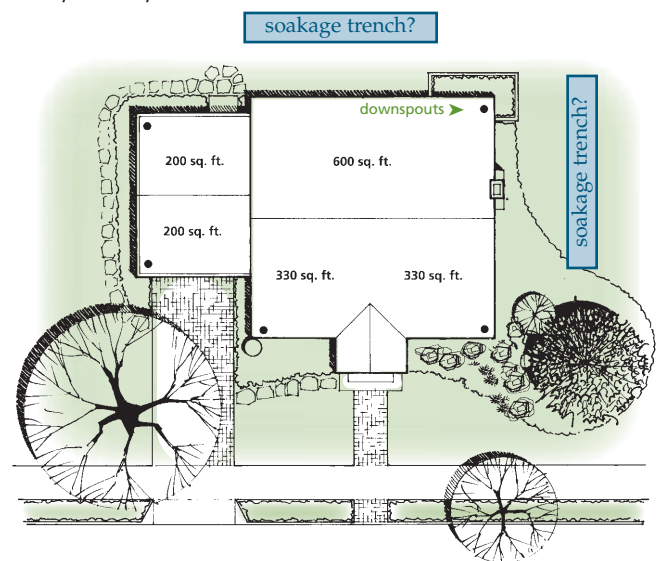 soakage trench?
downspouts
soakage trench?
200 sq. ft.
600 sq. ft.
200 sq. ft.
330 sq. ft.
330 sq. ft.